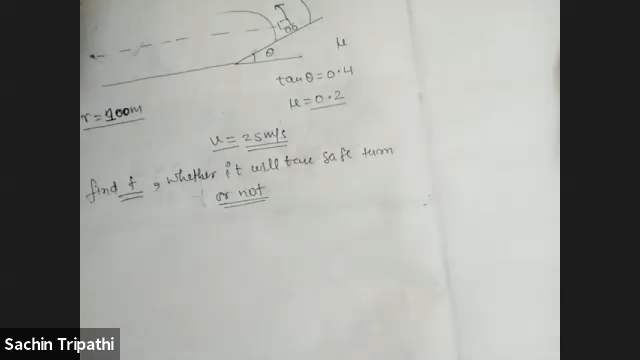 θ
μ
tanθ = 0.4
r = 100m
μ = 0.2
v = 25m/s
find f, whether it will take safe turn
or not
Sachin Tripathi